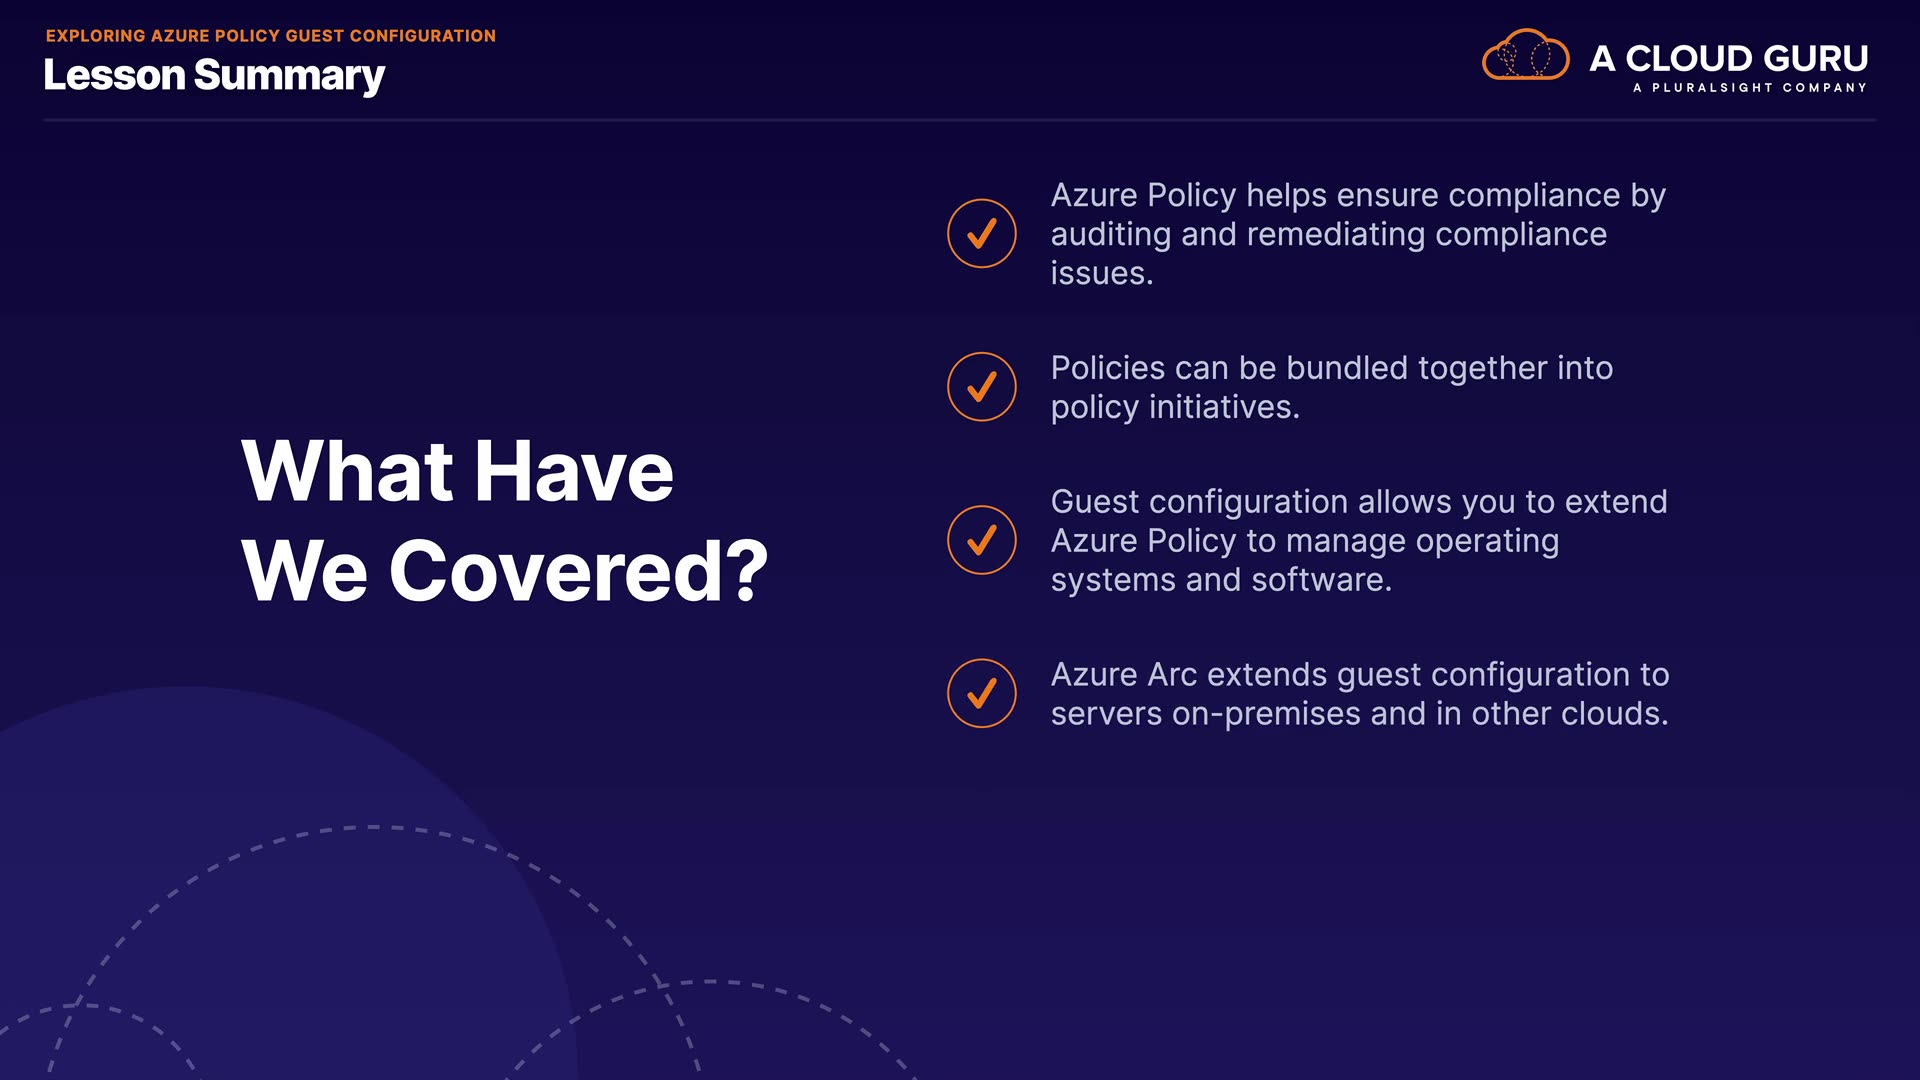 EXPLORING AZURE POLICY GUEST CONFIGURATION
Lesson Summary
A CLOUD GURU
A PLURALSIGHT COMPANY
What Have
We Covered?
Azure Policy helps ensure compliance by
auditing and remediating compliance
issues.
Policies can be bundled together into
policy initiatives.
Guest configuration allows you to extend
Azure Policy to manage operating
systems and software.
Azure Arc extends guest configuration to
servers on-premises and in other clouds.